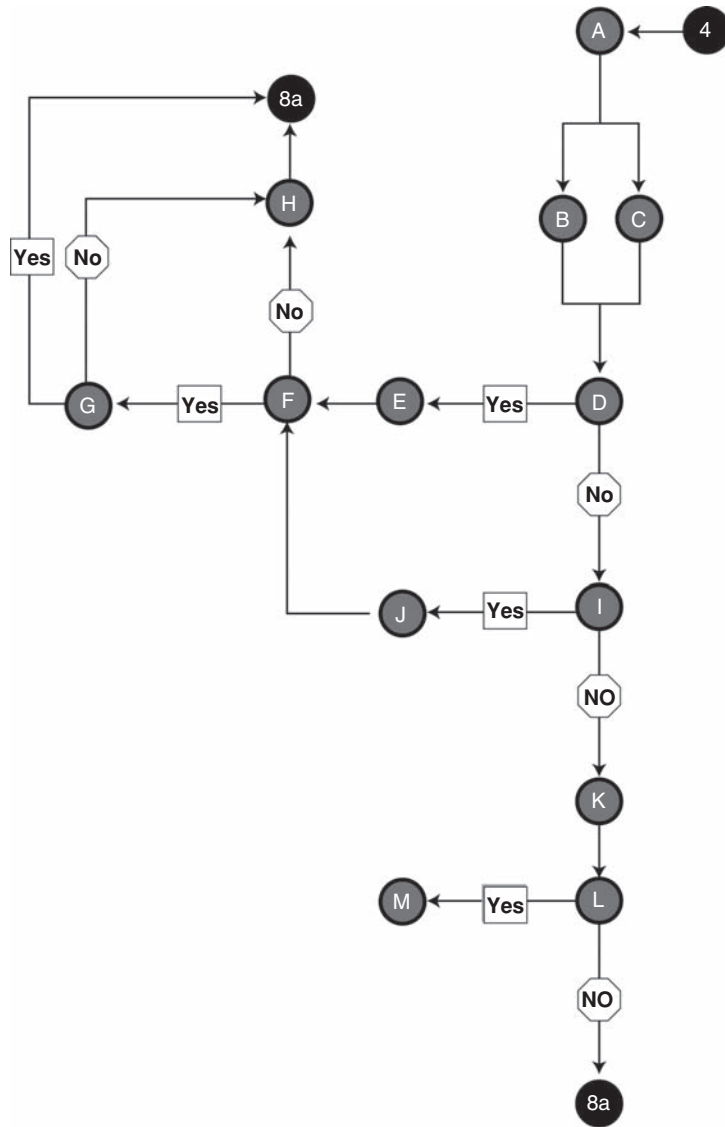 A
4
8a
H
B
C
Yes
No
No
G
Yes
F
E
Yes
D
No
J
Yes
I
NO
K
M
Yes
L
NO
8a